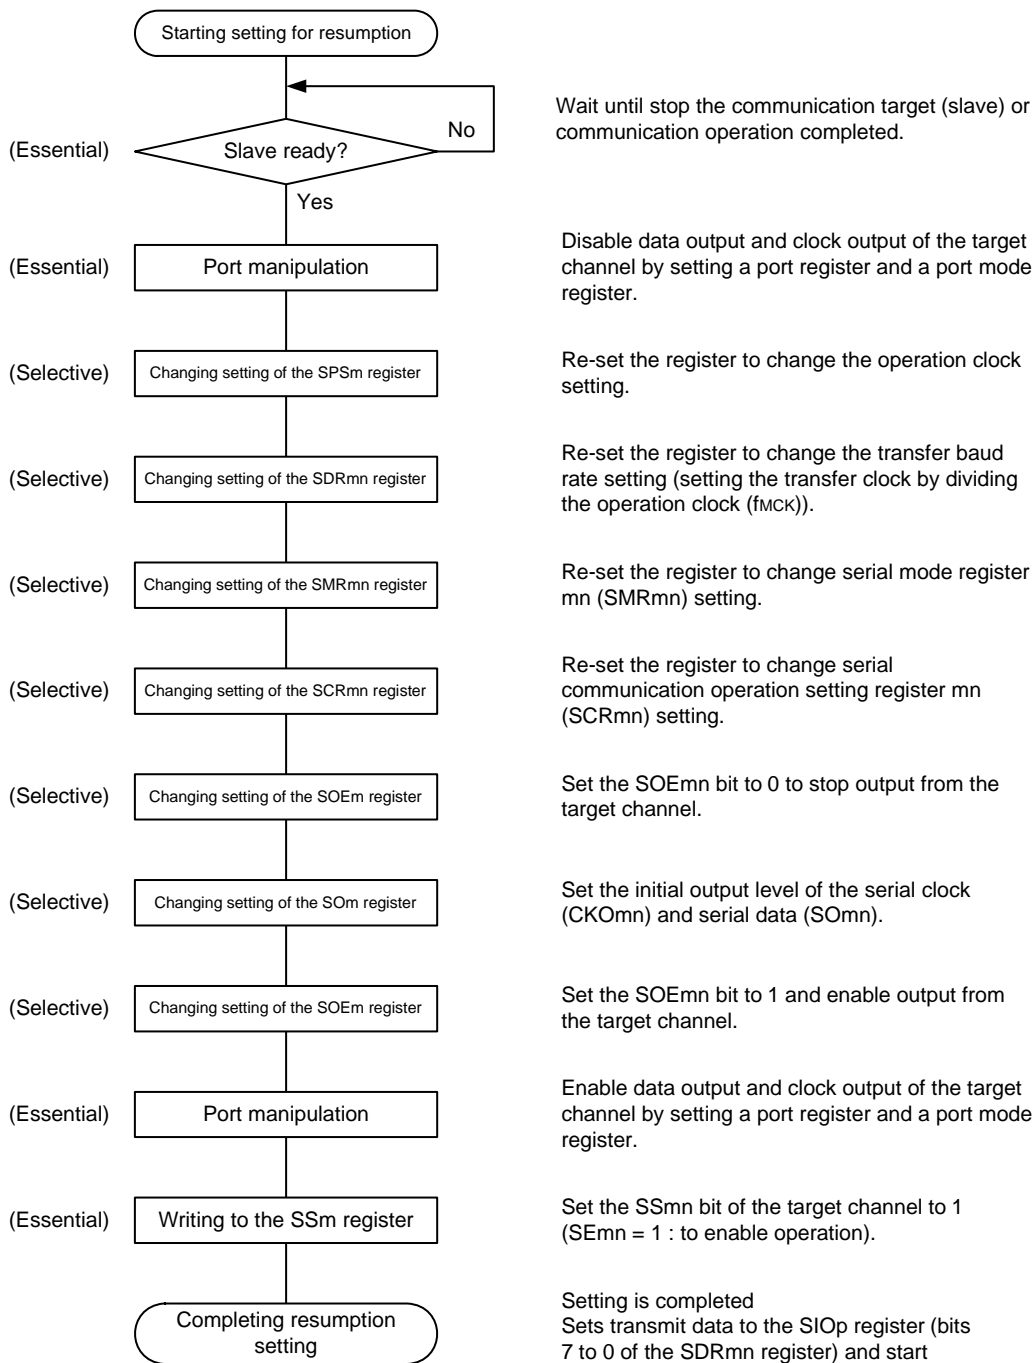 Starting setting for resumption
Wait until stop the communication target (slave) or
communication operation completed.
(Essential)
Slave ready?
No
Yes
(Essential)
Port manipulation
Disable data output and clock output of the target
channel by setting a port register and a port mode
register.
(Selective)
Changing setting of the SPSm register
Re-set the register to change the operation clock
setting.
(Selective)
Changing setting of the SDRmn register
Re-set the register to change the transfer baud
rate setting (setting the transfer clock by dividing
the operation clock (fMCK)).
(Selective)
Changing setting of the SMRmn register
Re-set the register to change serial mode register
mn (SMRmn) setting.
(Selective)
Changing setting of the SCRmn register
Re-set the register to change serial
communication operation setting register mn
(SCRmn) setting.
(Selective)
Changing setting of the SOEm register
Set the SOEmn bit to 0 to stop output from the
target channel.
(Selective)
Changing setting of the SOm register
Set the initial output level of the serial clock
(CKOmn) and serial data (SOmn).
(Selective)
Changing setting of the SOEm register
Set the SOEmn bit to 1 and enable output from
the target channel.
(Essential)
Port manipulation
Enable data output and clock output of the target
channel by setting a port register and a port mode
register.
(Essential)
Writing to the SSm register
Set the SSmn bit of the target channel to 1
(SEmn = 1 : to enable operation).
Completing resumption
setting
Setting is completed
Sets transmit data to the SIOp register (bits
7 to 0 of the SDRmn register) and start